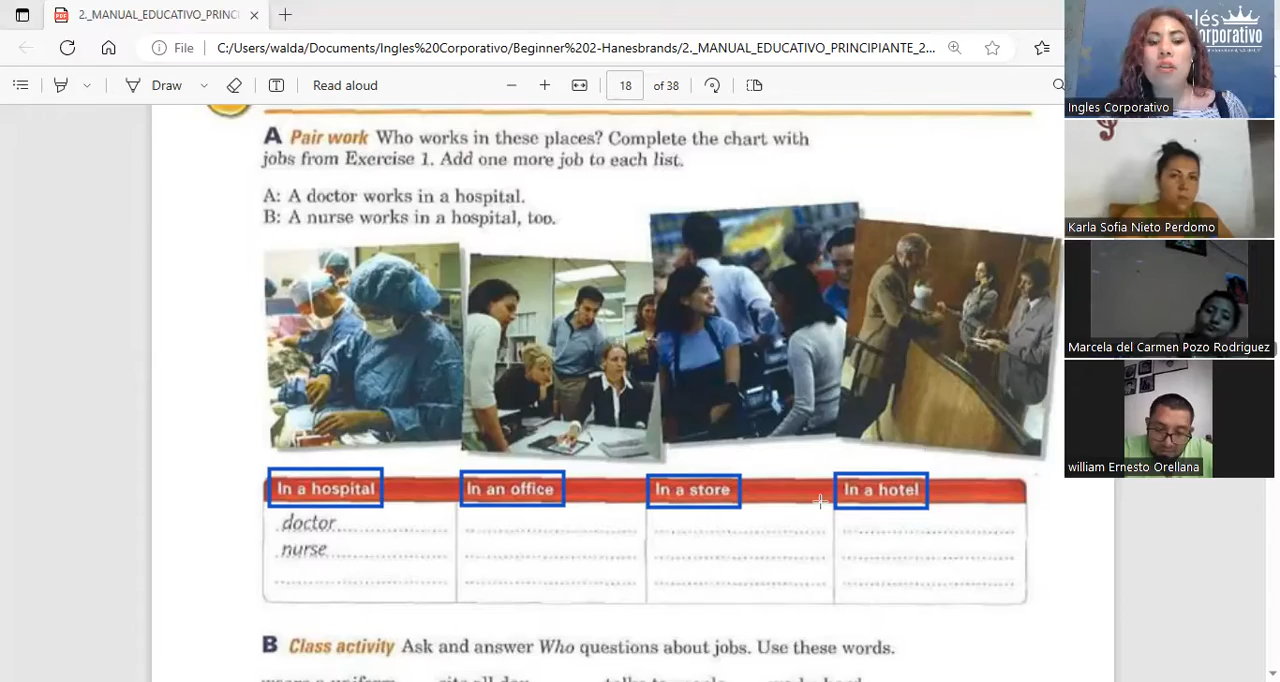 2._MANUAL_EDUCATIVO_PRINCI
File
C:/Users/walda/Documents/Ingles%20Corporativo/Beginner%202-Hanesbrands/2._MANUAL_EDUCATIVO_PRINCIPIANTE_2...
Draw
Read aloud
18 of 38
A Pair work Who works in these places? Complete the chart with
jobs from Exercise 1. Add one more job to each list.
A: A doctor works in a hospital.
B: A nurse works in a hospital, too.
In a hospital In an office In a store In a hotel
doctor
nurse
B Class activity Ask and answer Who questions about jobs. Use these words.
Ingles Corporativo
Karla Sofia Nieto Perdomo
Marcela del Carmen Pozo Rodriguez
william Ernesto Orellana